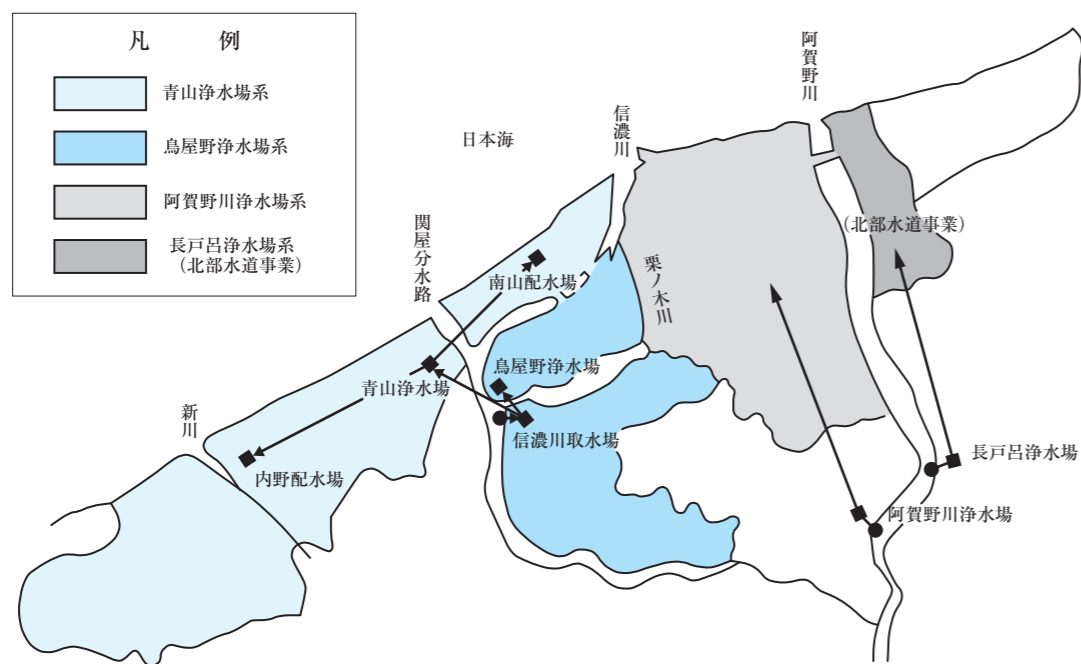 凡 例
青山浄水場系
鳥屋野浄水場系
阿賀野川浄水場系
長戸呂浄水場系
(北部水道事業)
日本海
信濃川
阿賀野川
関屋分水路
栗ノ木川
新川
(北部水道事業)
南山配水場
鳥屋野浄水場
青山浄水場
信濃川取水場
内野配水場
長戸呂浄水場
阿賀野川浄水場